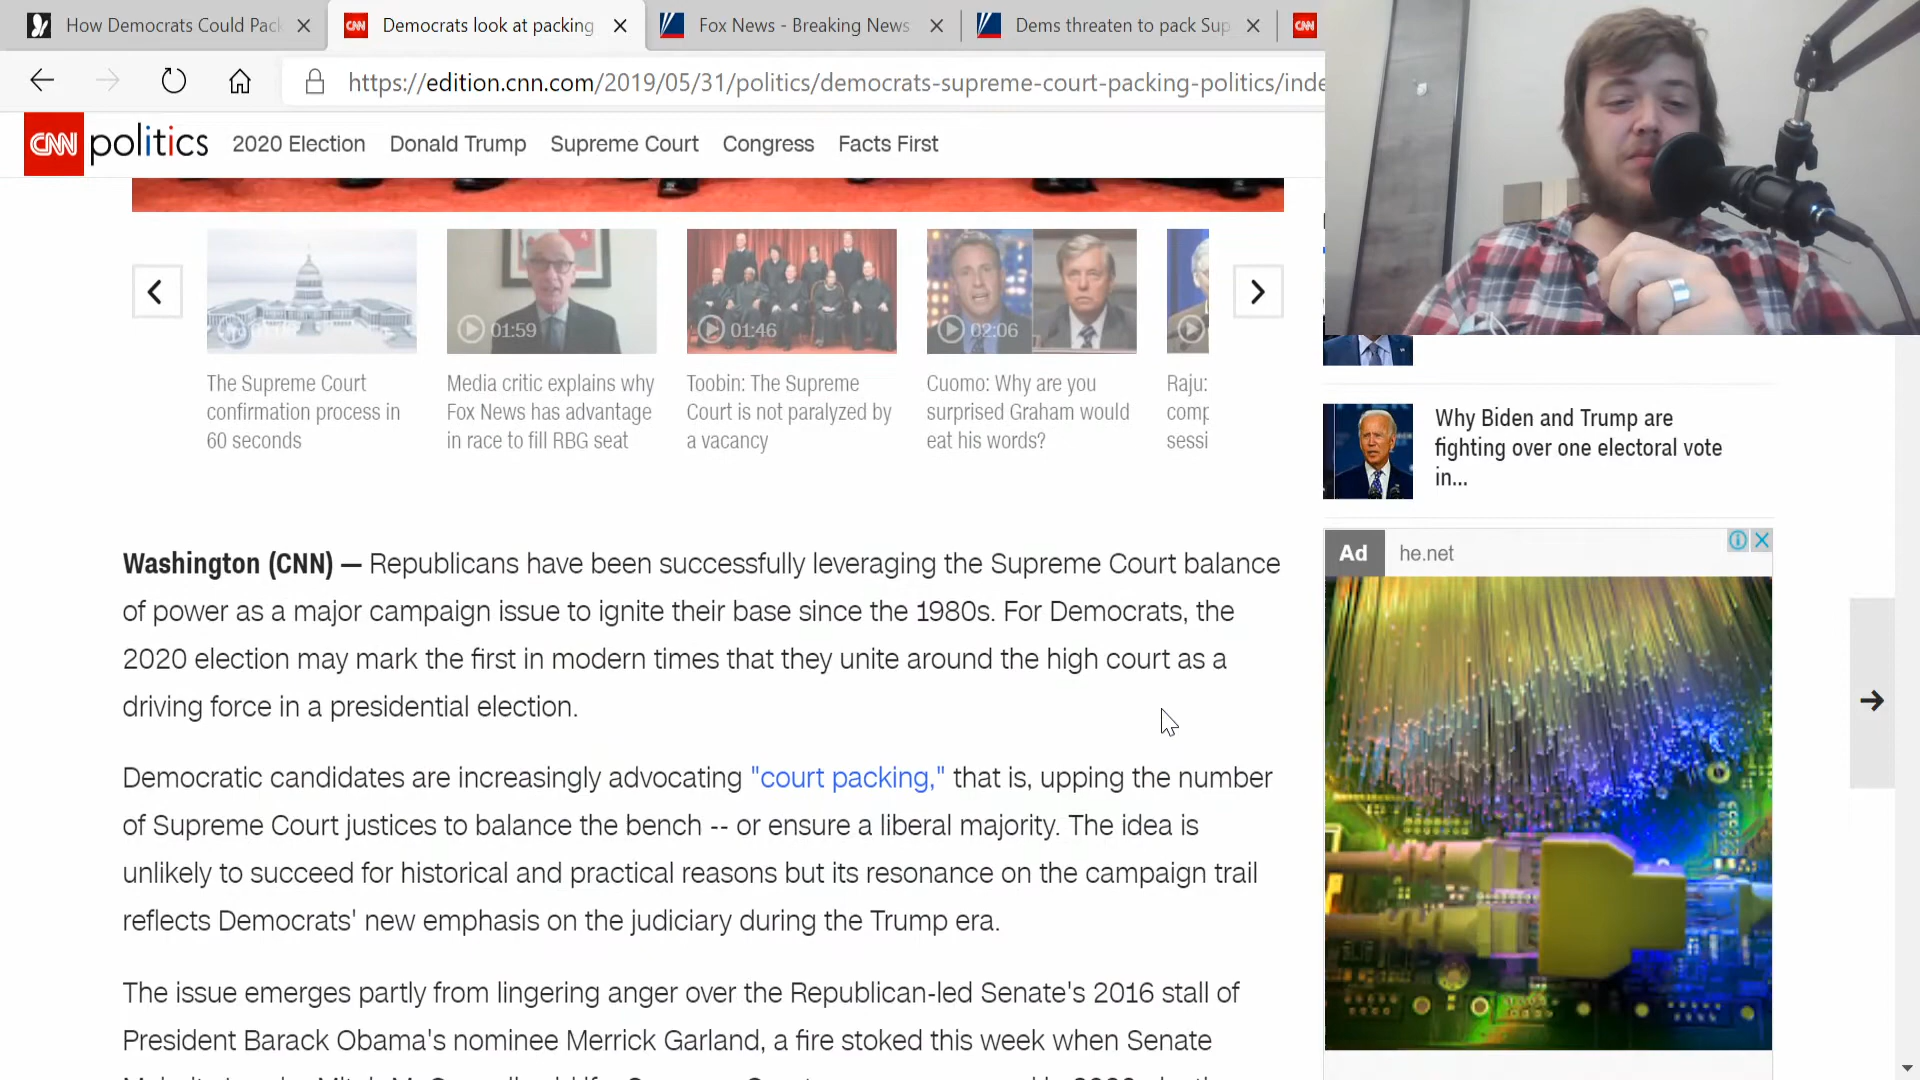 How Democrats Could Pac
Democrats look at packing
Fox News - Breaking News
Dems threaten to pack Sup
CNN
https://edition.cnn.com/2019/05/31/politics/democrats-supreme-court-packing-politics/inde
CNN politics 2020 Election Donald Trump Supreme Court Congress Facts First
01:59
01:46
02:06
The Supreme Court
confirmation process in
60 seconds
Media critic explains why
Fox News has advantage
in race to fill RBG seat
Toobin: The Supreme
Court is not paralyzed by
a vacancy
Cuomo: Why are you
surprised Graham would
eat his words?
Raju:
comp
sessi
Why Biden and Trump are
fighting over one electoral vote
in...
Ad he.net
Washington (CNN) — Republicans have been successfully leveraging the Supreme Court balance
of power as a major campaign issue to ignite their base since the 1980s. For Democrats, the
2020 election may mark the first in modern times that they unite around the high court as a
driving force in a presidential election.
Democratic candidates are increasingly advocating "court packing," that is, upping the number
of Supreme Court justices to balance the bench -- or ensure a liberal majority. The idea is
unlikely to succeed for historical and practical reasons but its resonance on the campaign trail
reflects Democrats' new emphasis on the judiciary during the Trump era.
The issue emerges partly from lingering anger over the Republican-led Senate's 2016 stall of
President Barack Obama's nominee Merrick Garland, a fire stoked this week when Senate